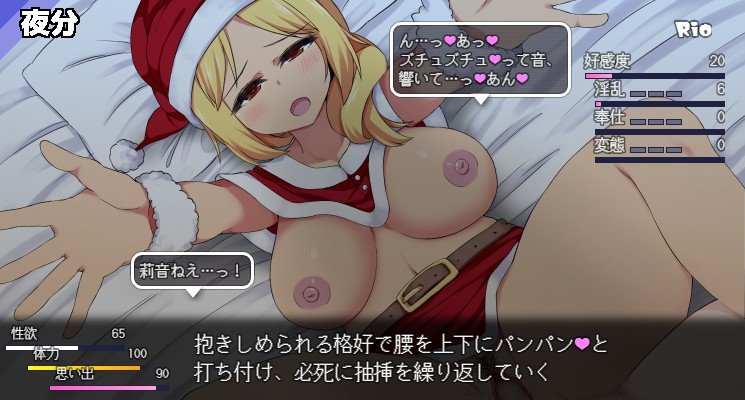 夜分
ん…っ♥あっ♥
ズチュズチュ♥って音、
響いて…っ♥あん♥
Rio
好感度 20
淫乱 6
奉仕 0
変態 0
莉音ねえ…っ！
性欲 65
体力 100
思い出 90
抱きしめられる格好で腰を上下にパンパン♥と
打ち付け、必死に抽挿を繰り返していく